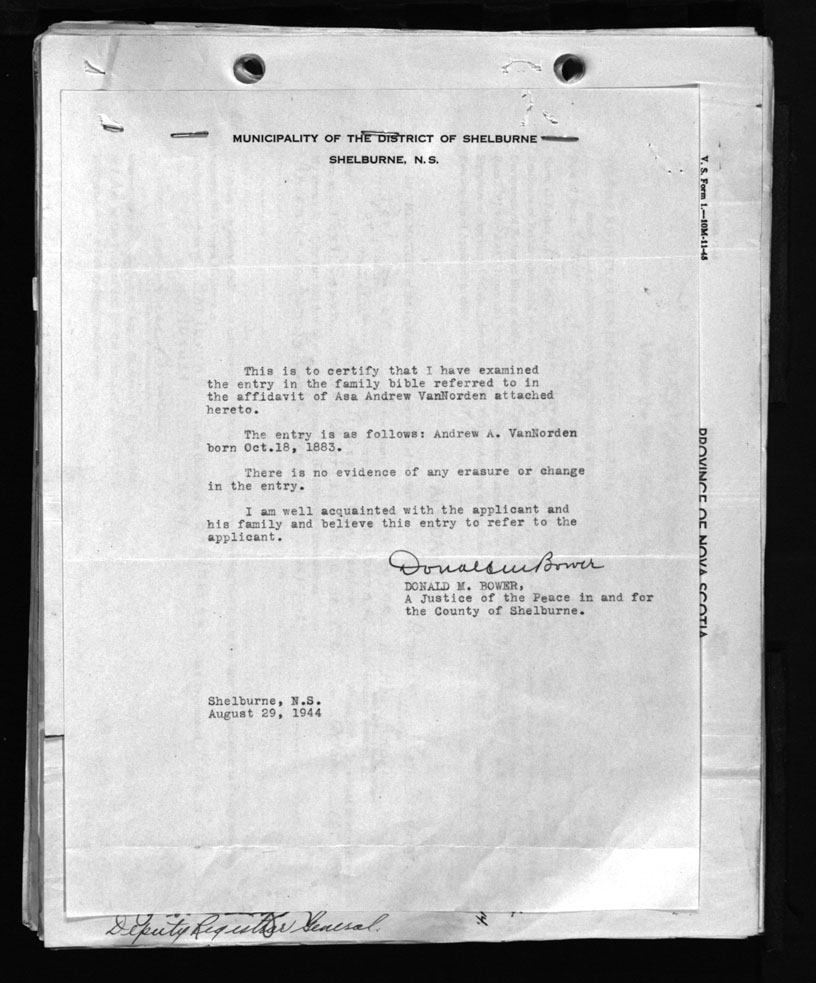 MUNICIPALITY OF THE DISTRICT OF SHELBURNE
SHELBURNE, N.S.
V. S. Form 1.—10M-11-43
This is to certify that I have examined
the entry in the family bible referred to in
the affidavit of Asa Andrew VanNorden attached
hereto.
The entry is as follows: Andrew A. VanNorden
born Oct.18, 1883.
There is no evidence of any erasure or change
in the entry.
I am well acquainted with the applicant and
his family and believe this entry to refer to the
applicant.
Donald M Bower
DONALD M. BOWER,
A Justice of the Peace in and for
the County of Shelburne.
PROVINCE OF NOVA SCOTIA
Shelburne, N.S.
August 29, 1944
Deputy Registrar General.